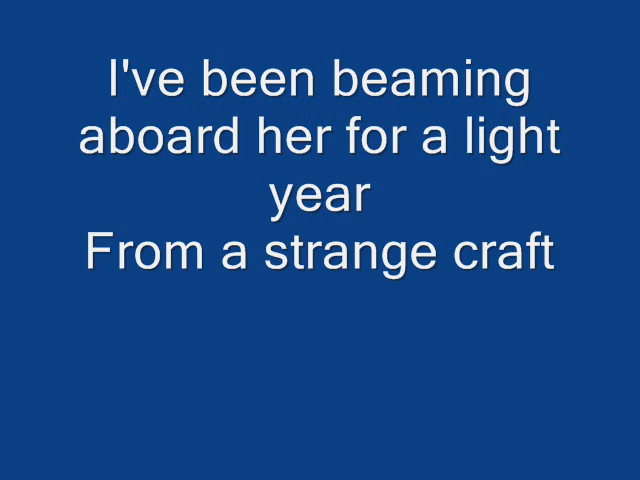 I've been beaming
aboard her for a light
year
From a strange craft